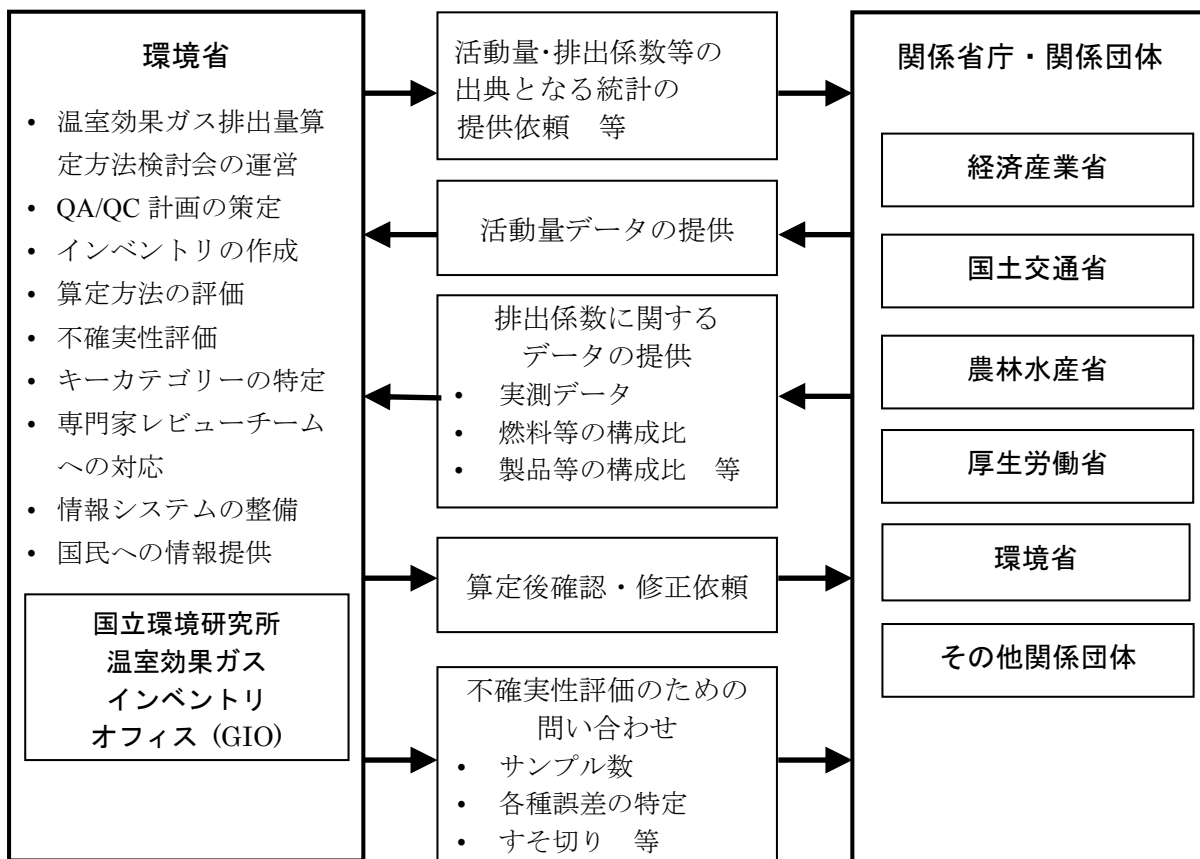 環境省
• 温室効果ガス排出量算
定方法検討会の運営
• QA/QC 計画の策定
• インベントリの作成
• 算定方法の評価
• 不確実性評価
• キーカテゴリーの特定
• 専門家レビューチーム
への対応
• 情報システムの整備
• 国民への情報提供
国立環境研究所
温室効果ガス
インベントリ
オフィス (GIO)
活動量･排出係数等の
出典となる統計の
提供依頼　等
活動量データの提供
排出係数に関する
データの提供
• 実測データ
• 燃料等の構成比
• 製品等の構成比　等
算定後確認・修正依頼
不確実性評価のための
問い合わせ
• サンプル数
• 各種誤差の特定
• すそ切り　等
関係省庁・関係団体
経済産業省
国土交通省
農林水産省
厚生労働省
環境省
その他関係団体